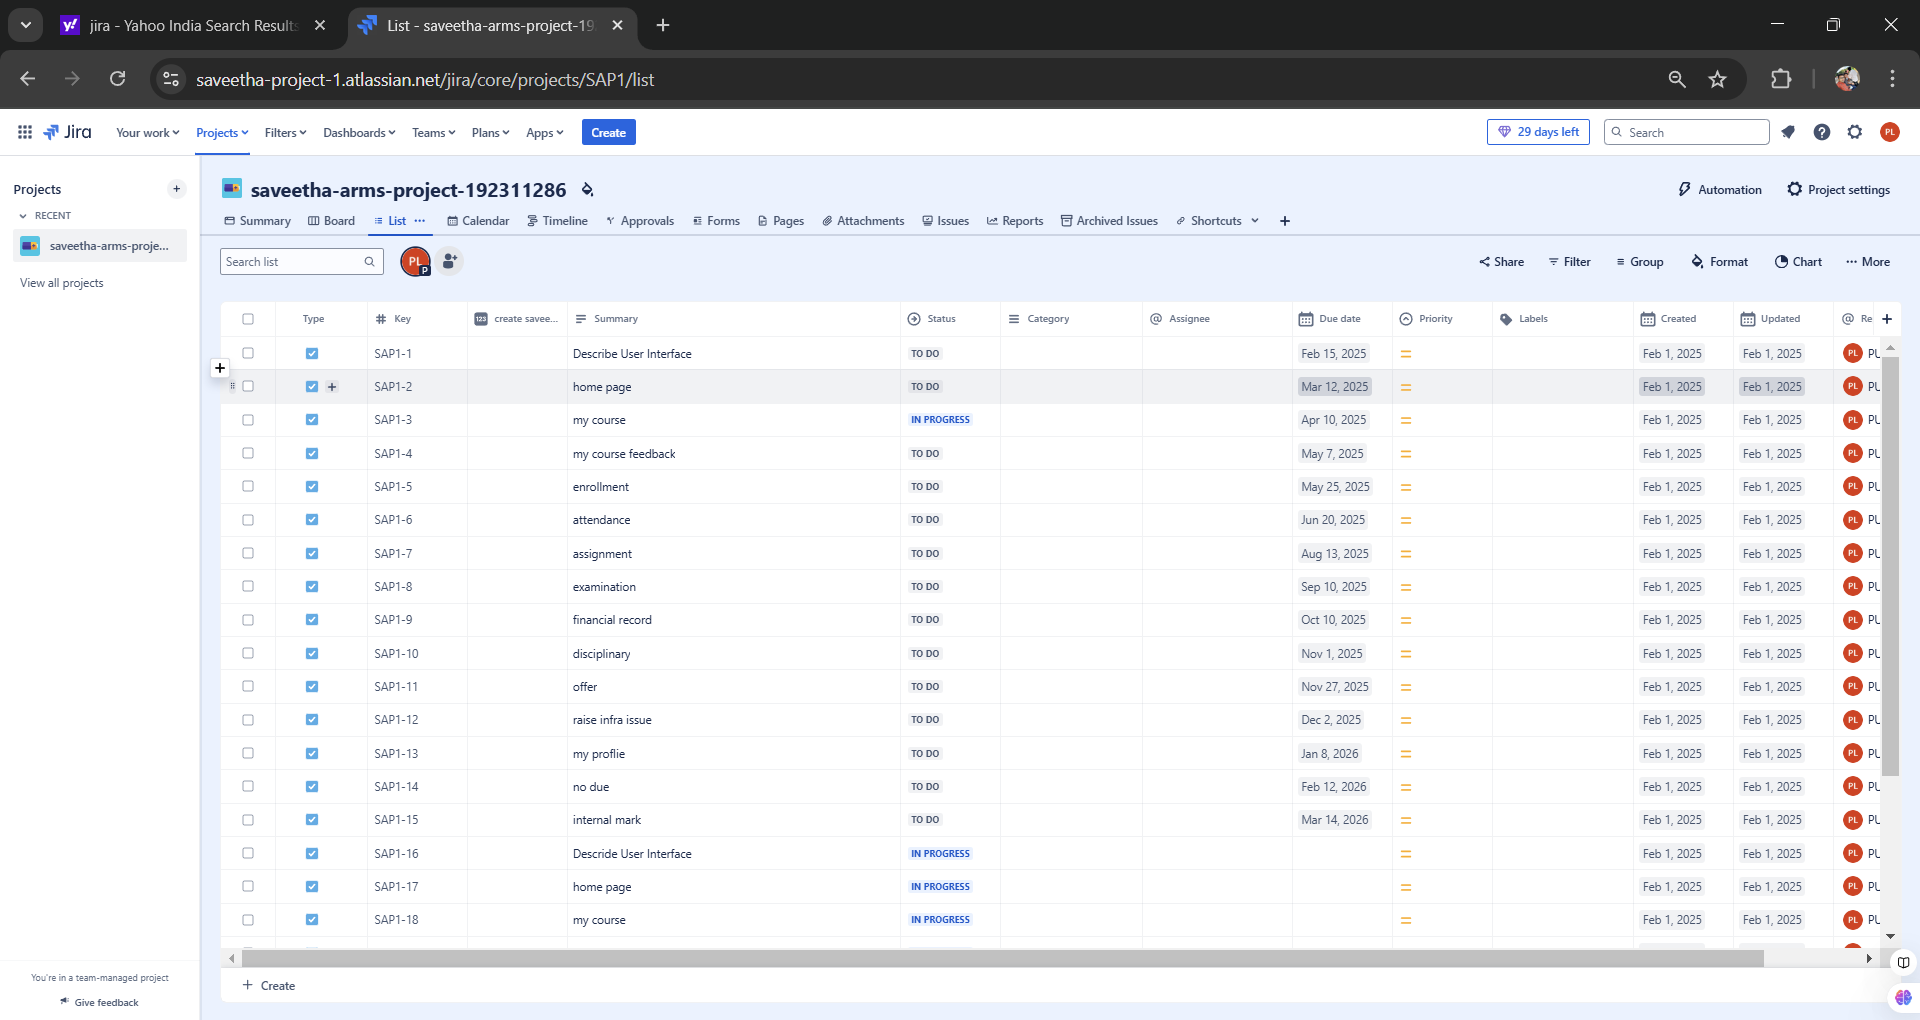 jira - Yahoo India Search Results
List - saveetha-arms-project-19
saveetha-project-1.atlassian.net/jira/core/projects/SAP1/list
Jira Your work Projects Filters Dashboards Teams Plans Apps Create 29 days left Search PL
Projects
RECENT
saveetha-arms-proje...
View all projects
saveetha-arms-project-192311286 Automation Project settings
Summary Board List Calendar Timeline Approvals Forms Pages Attachments Issues Reports Archived Issues Shortcuts
Search list PL P Share Filter Group Format Chart More
Type Key 123 create savee... Summary Status Category Assignee Due date Priority Labels Created Updated Re
SAP1-1 Describe User Interface TO DO Feb 15, 2025 Feb 1, 2025 Feb 1, 2025 PL
SAP1-2 home page TO DO Mar 12, 2025 Feb 1, 2025 Feb 1, 2025 PL
SAP1-3 my course IN PROGRESS Apr 10, 2025 Feb 1, 2025 Feb 1, 2025 PL
SAP1-4 my course feedback TO DO May 7, 2025 Feb 1, 2025 Feb 1, 2025 PL
SAP1-5 enrollment TO DO May 25, 2025 Feb 1, 2025 Feb 1, 2025 PL
SAP1-6 attendance TO DO Jun 20, 2025 Feb 1, 2025 Feb 1, 2025 PL
SAP1-7 assignment TO DO Aug 13, 2025 Feb 1, 2025 Feb 1, 2025 PL
SAP1-8 examination TO DO Sep 10, 2025 Feb 1, 2025 Feb 1, 2025 PL
SAP1-9 financial record TO DO Oct 10, 2025 Feb 1, 2025 Feb 1, 2025 PL
SAP1-10 disciplinary TO DO Nov 1, 2025 Feb 1, 2025 Feb 1, 2025 PL
SAP1-11 offer TO DO Nov 27, 2025 Feb 1, 2025 Feb 1, 2025 PL
SAP1-12 raise infra issue TO DO Dec 2, 2025 Feb 1, 2025 Feb 1, 2025 PL
SAP1-13 my proflie TO DO Jan 8, 2026 Feb 1, 2025 Feb 1, 2025 PL
SAP1-14 no due TO DO Feb 12, 2026 Feb 1, 2025 Feb 1, 2025 PL
SAP1-15 internal mark TO DO Mar 14, 2026 Feb 1, 2025 Feb 1, 2025 PL
SAP1-16 Descride User Interface IN PROGRESS Feb 1, 2025 Feb 1, 2025 PL
SAP1-17 home page IN PROGRESS Feb 1, 2025 Feb 1, 2025 PL
SAP1-18 my course IN PROGRESS Feb 1, 2025 Feb 1, 2025 PL
Create
You're in a team-managed project
Give feedback